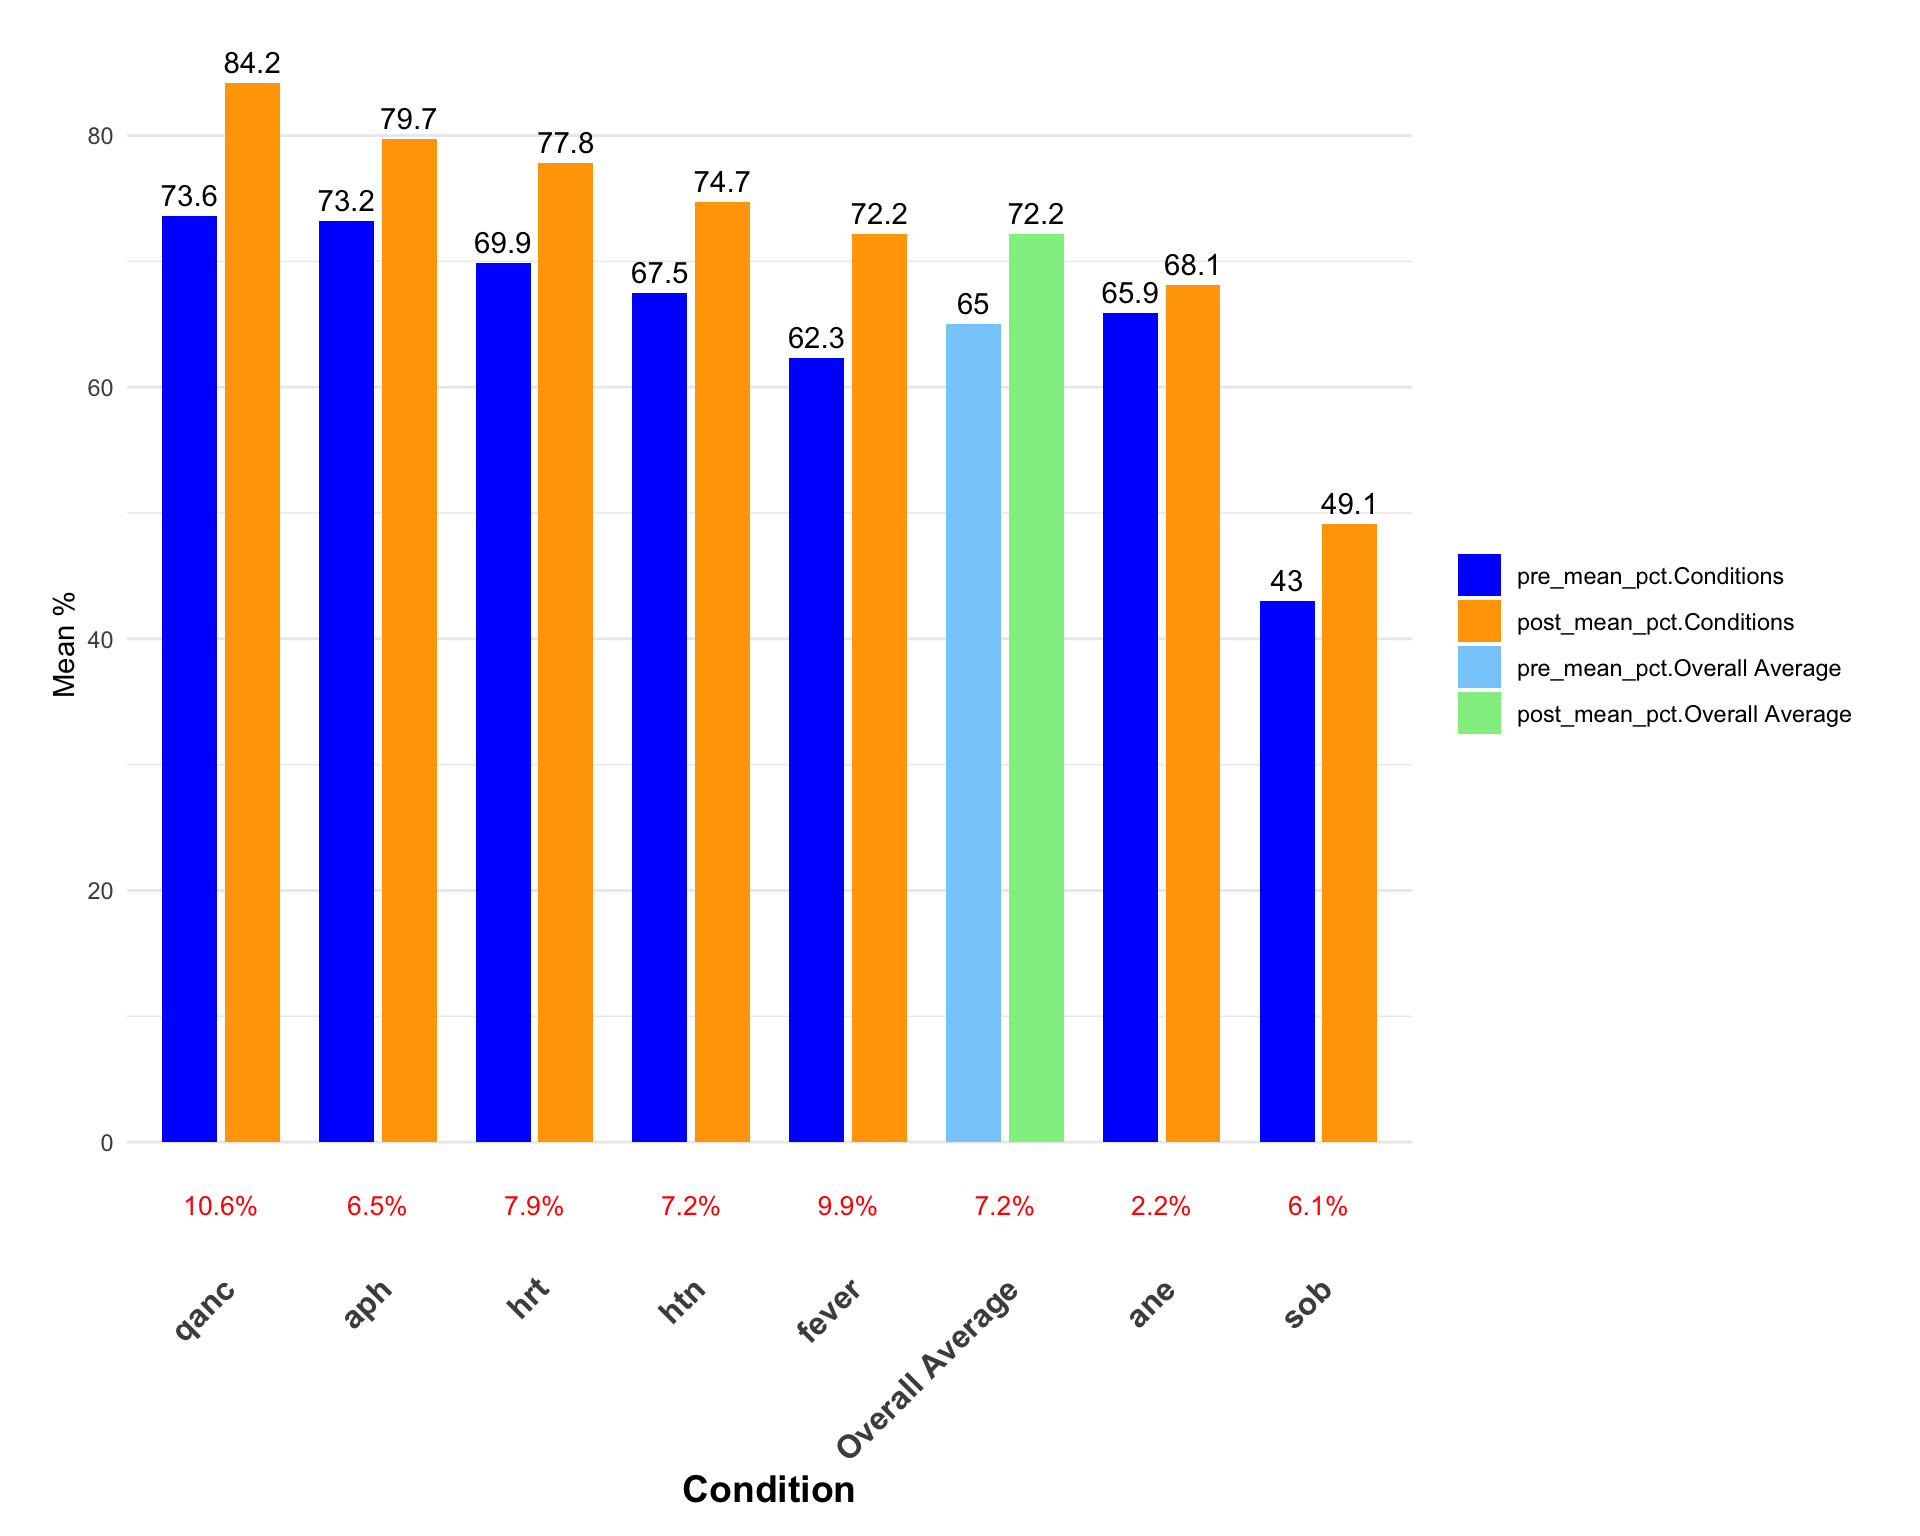 84.2
79.7
77.8
80
74.7
73.6
73.2
72.2
72.2
69.9
67.5
68.1
65.9
65
62.3
60
49.1
43
pre_mean_pct.Conditions
post_mean_pct.Conditions
pre_mean_pct.Overall Average
post_mean_pct.Overall Average
Mean %
40
20
0
10.6% 6.5% 7.9% 7.2% 9.9% 7.2% 2.2% 6.1%
qanc
aph
hrt
htn
fever
Overall Average
ane
sob
Condition